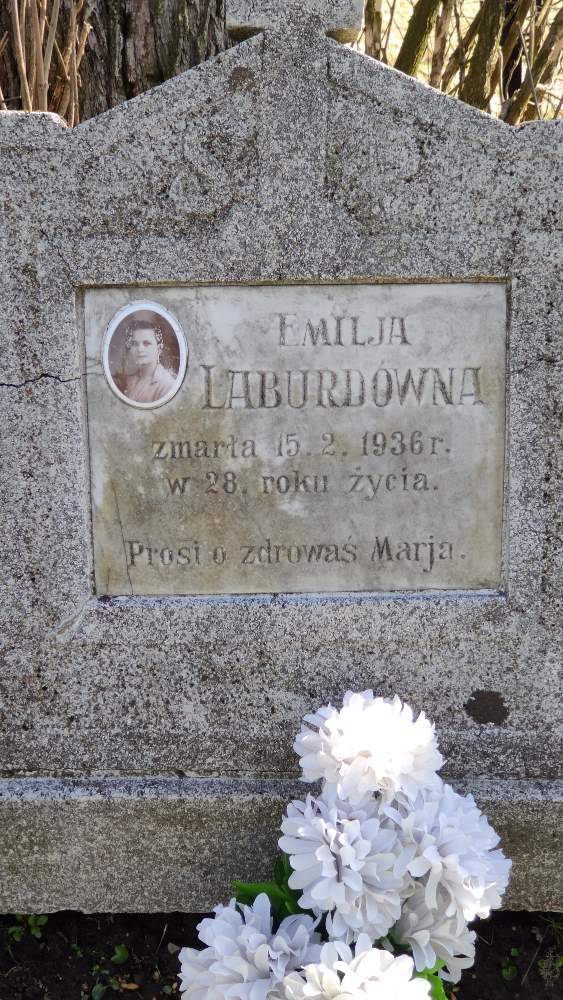 EMILJA
LABURDÓWNA
zmarła 15. 2. 1936 r.
w 28. roku życia.
Prosi o zdrowaś Marja.